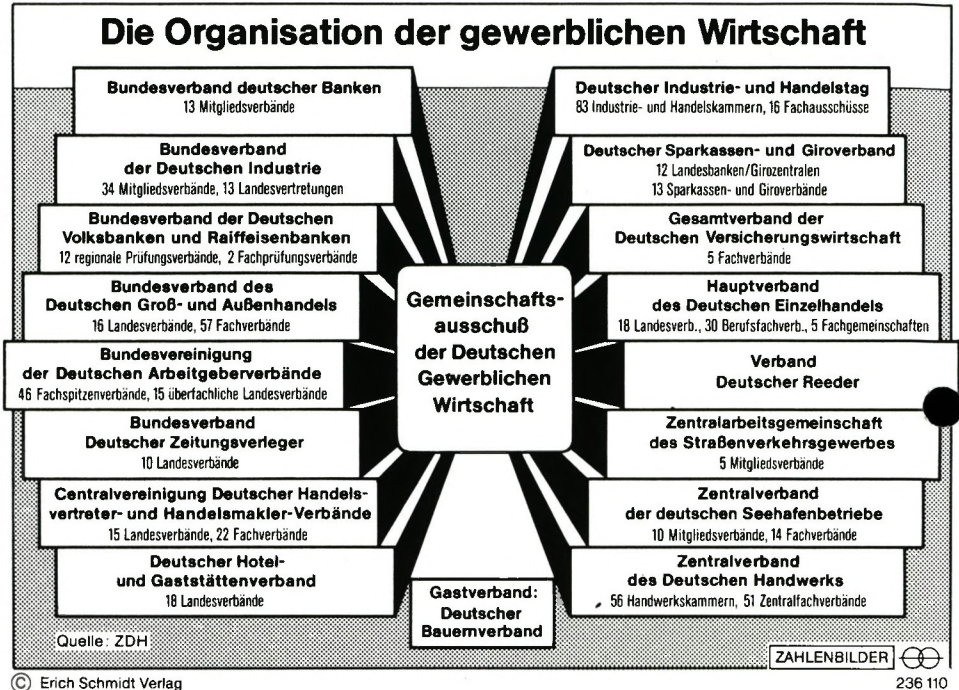 Die Organisation der gewerblichen Wirtschaft
Bundesverband deutscher Banken
13 Mitgliedsverbände
Bundesverband
der Deutschen Industrie
34 Mitgliedsverbände, 13 Landesvertretungen
Bundesverband der Deutschen
Volksbanken und Raiffeisenbanken
12 regionale Prüfungsverbände, 2 Fachprüfungsverbände
Bundesverband des
Deutschen Groß- und Außenhandels
16 Landesverbände, 57 Fachverbände
Bundesvereinigung
der Deutschen Arbeitgeberverbände
46 Fachspitzenverbände, 15 überfachliche Landesverbände
Bundesverband
Deutscher Zeitungsverleger
10 Landesverbände
Centralvereinigung Deutscher Handels-
vertreter- und Handelsmakler-Verbände
15 Landesverbände, 22 Fachverbände
Deutscher Hotel-
und Gaststättenverband
18 Landesverbände
Gemeinschafts-
ausschuß
der Deutschen
Gewerblichen
Wirtschaft
Gastverband:
Deutscher
Bauernverband
Deutscher Industrie- und Handelstag
83 Industrie- und Handelskammern, 16 Fachausschüsse
Deutscher Sparkassen- und Giroverband
12 Landesbanken/Girozentralen
13 Sparkassen- und Giroverbände
Gesamtverband der
Deutschen Versicherungswirtschaft
5 Fachverbände
Hauptverband
des Deutschen Einzelhandels
18 Landesverb., 30 Berufsfachverb., 5 Fachgemeinschaften
Verband
Deutscher Reeder
Zentralarbeitsgemeinschaft
des Straßenverkehrsgewerbes
5 Mitgliedsverbände
Zentralverband
der deutschen Seehafenbetriebe
10 Mitgliedsverbände, 14 Fachverbände
Zentralverband
des Deutschen Handwerks
56 Handwerkskammern, 51 Zentralfachverbände
Quelle: ZDH
ZAHLENBILDER
© Erich Schmidt Verlag
236 110